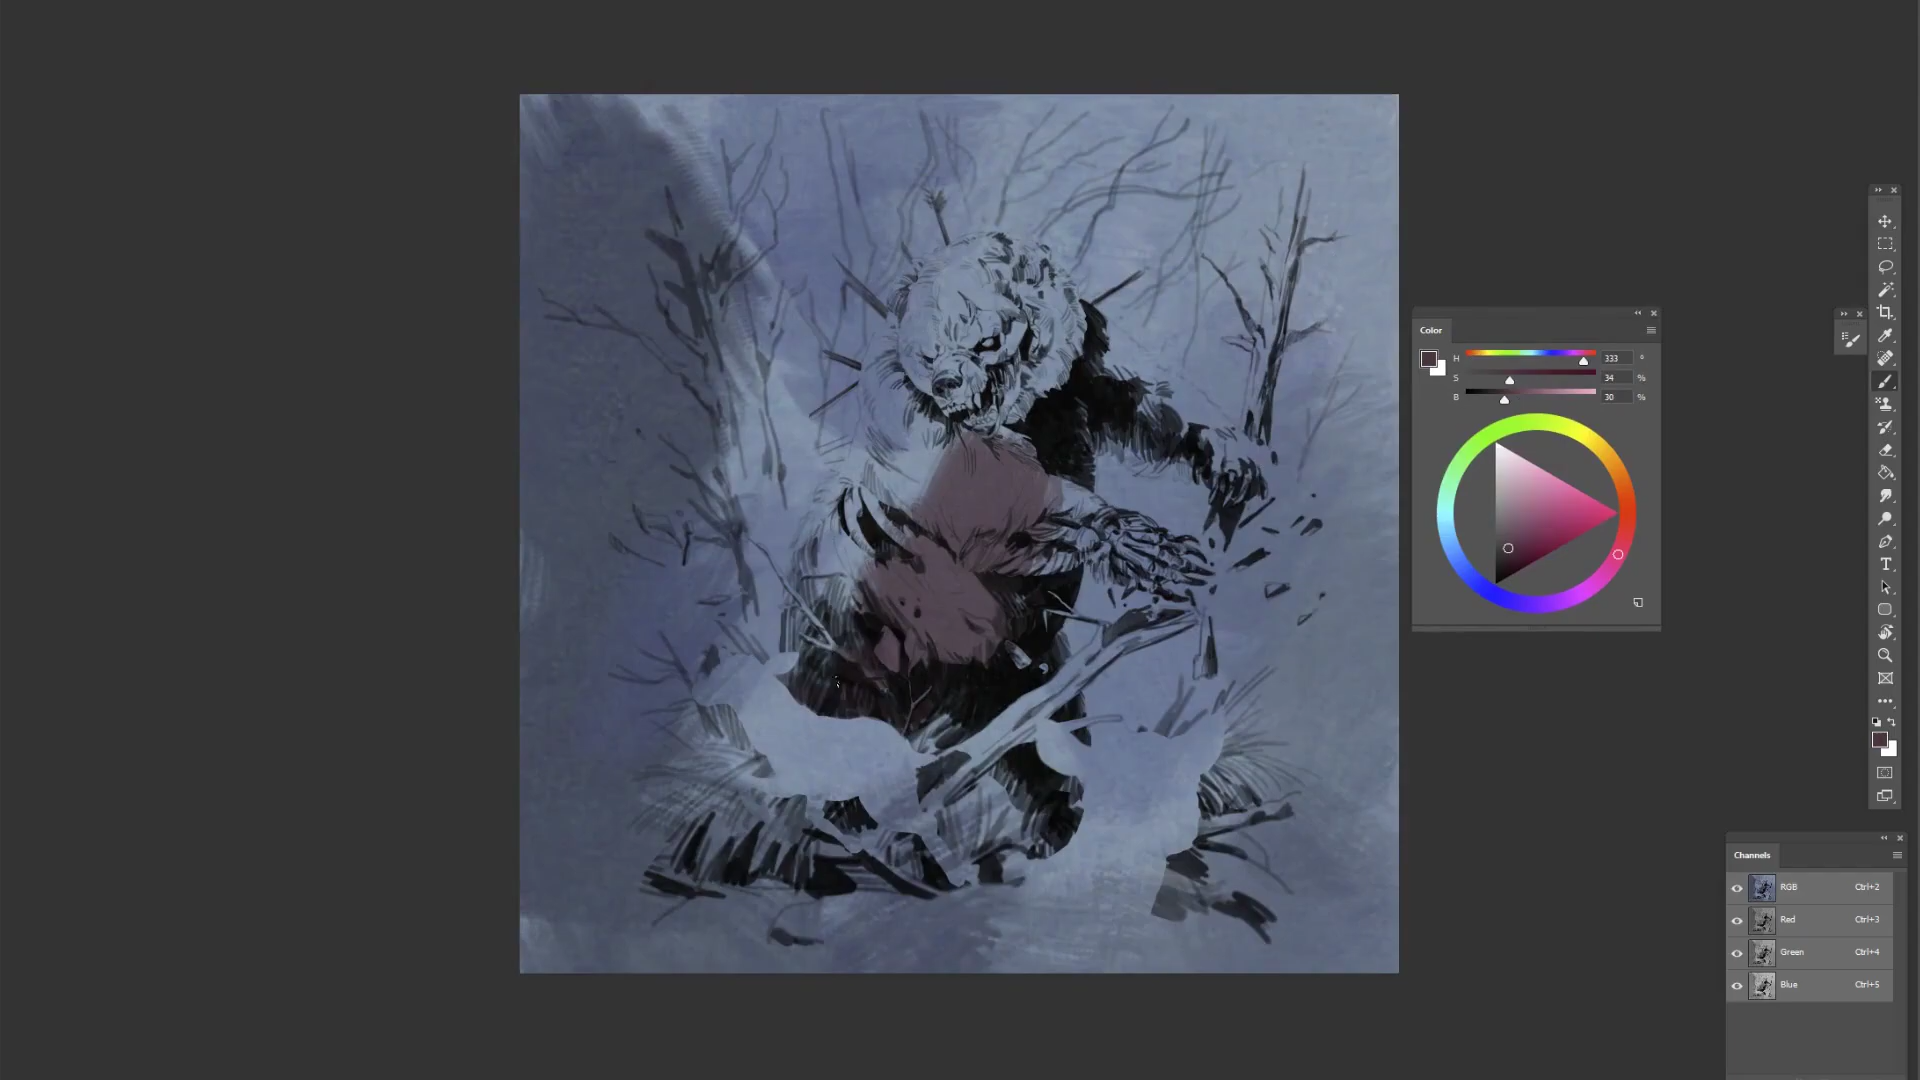 Color
H 333 °
S 34 %
B 30 %
Channels
RGB Ctrl+2
Red Ctrl+3
Green Ctrl+4
Blue Ctrl+5